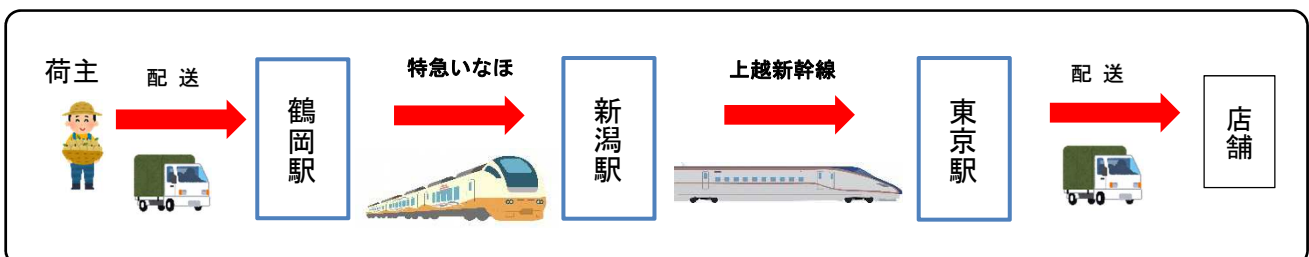 荷主
配 送
鶴岡駅
特急いなほ
新潟駅
上越新幹線
東京駅
配 送
店舗